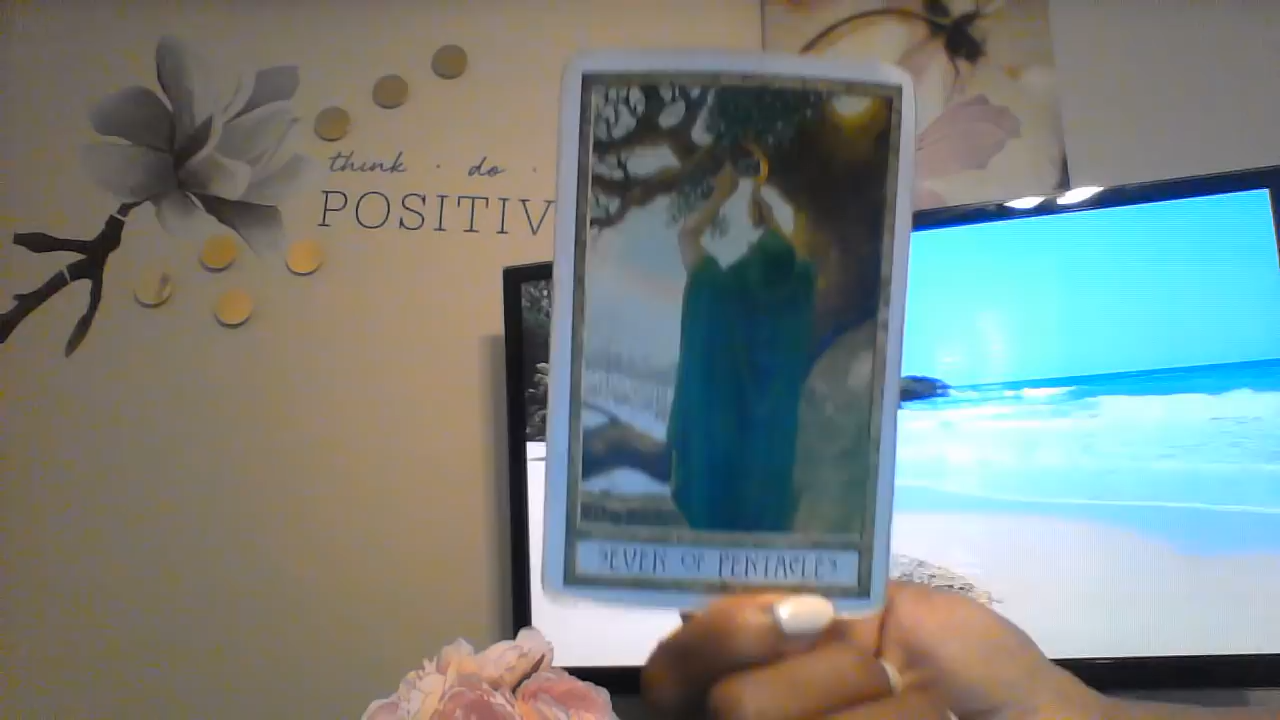 think · do ·
POSITIV
SEVEN OF PENTACLES